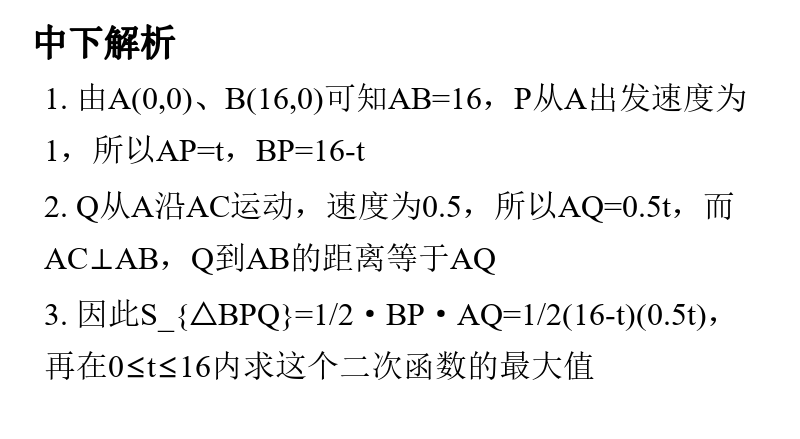 中下解析
1. 由A(0,0)、B(16,0)可知AB=16，P从A出发速度为
1，所以AP=t，BP=16-t
2. Q从A沿AC运动，速度为0.5，所以AQ=0.5t，而
AC⊥AB，Q到AB的距离等于AQ
3. 因此S_{△BPQ}=1/2·BP·AQ=1/2(16-t)(0.5t)，
再在0≤t≤16内求这个二次函数的最大值